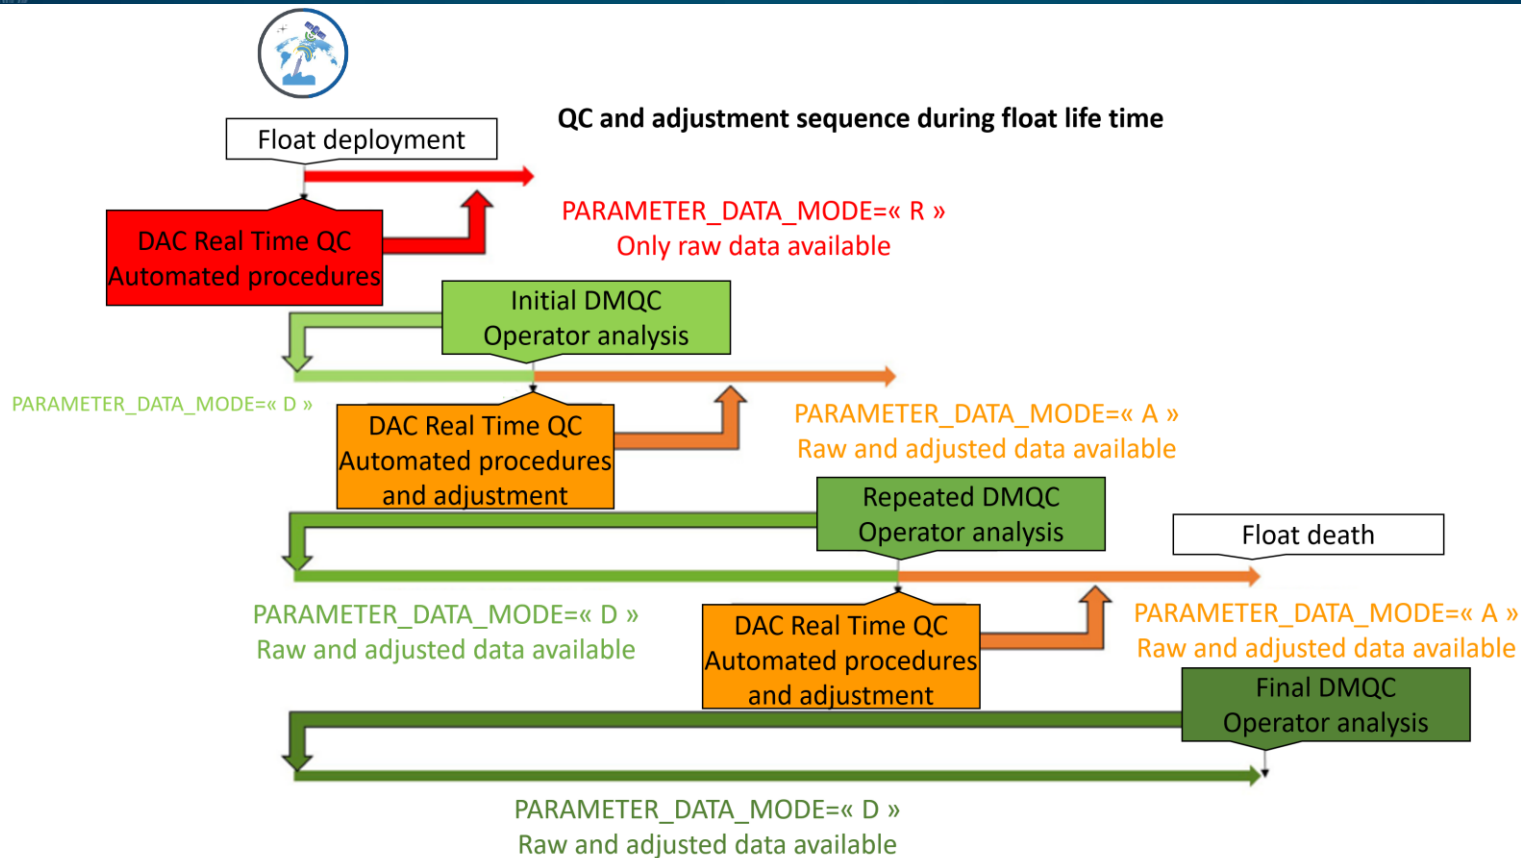 QC and adjustment sequence during float life time
Float deployment
PARAMETER_DATA_MODE=« R »
Only raw data available
DAC Real Time QC
Automated procedures
Initial DMQC
Operator analysis
PARAMETER_DATA_MODE=« D »
PARAMETER_DATA_MODE=« A »
Raw and adjusted data available
DAC Real Time QC
Automated procedures
and adjustment
Repeated DMQC
Operator analysis
Float death
PARAMETER_DATA_MODE=« D »
Raw and adjusted data available
PARAMETER_DATA_MODE=« A »
Raw and adjusted data available
DAC Real Time QC
Automated procedures
and adjustment
Final DMQC
Operator analysis
PARAMETER_DATA_MODE=« D »
Raw and adjusted data available